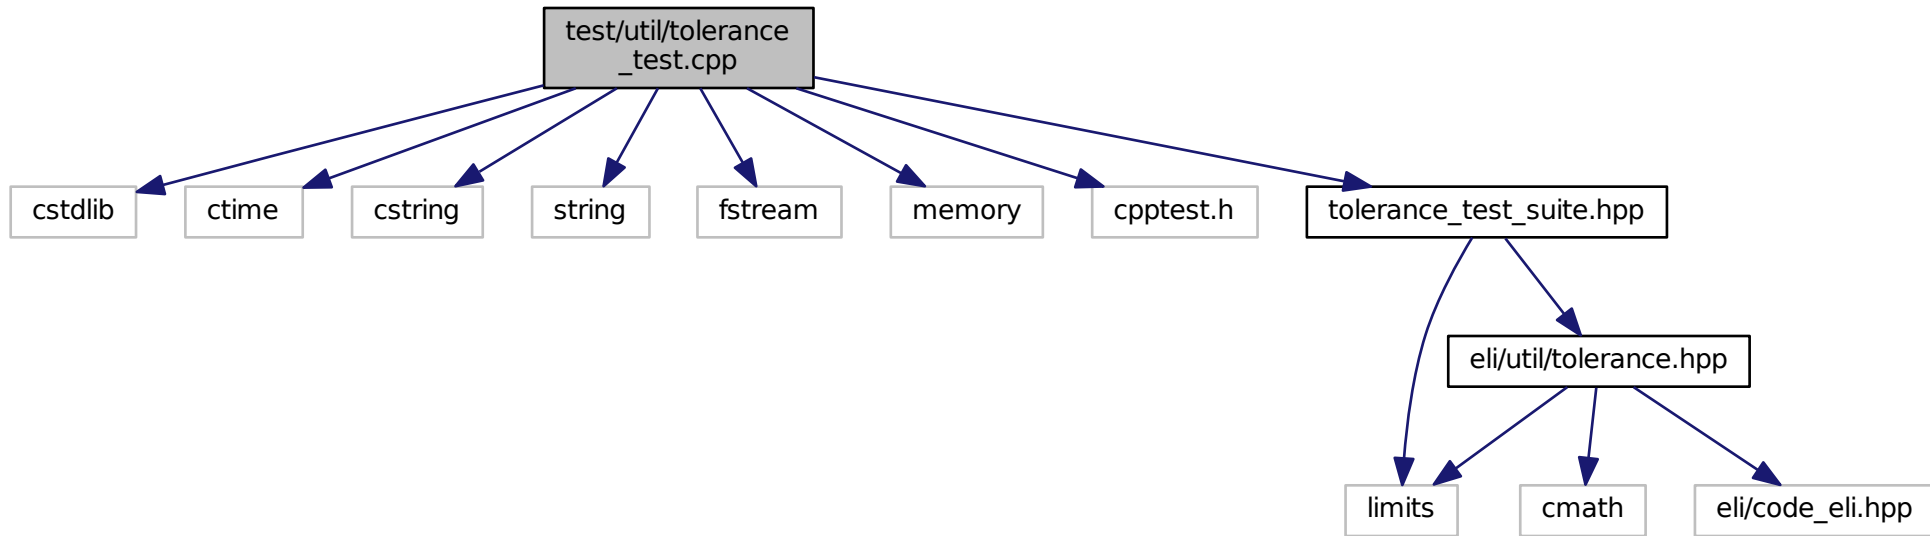 test/util/tolerance
_test.cpp
cstdlib
ctime
cstring
string
fstream
memory
cpptest.h
tolerance_test_suite.hpp
eli/util/tolerance.hpp
limits
cmath
eli/code_eli.hpp